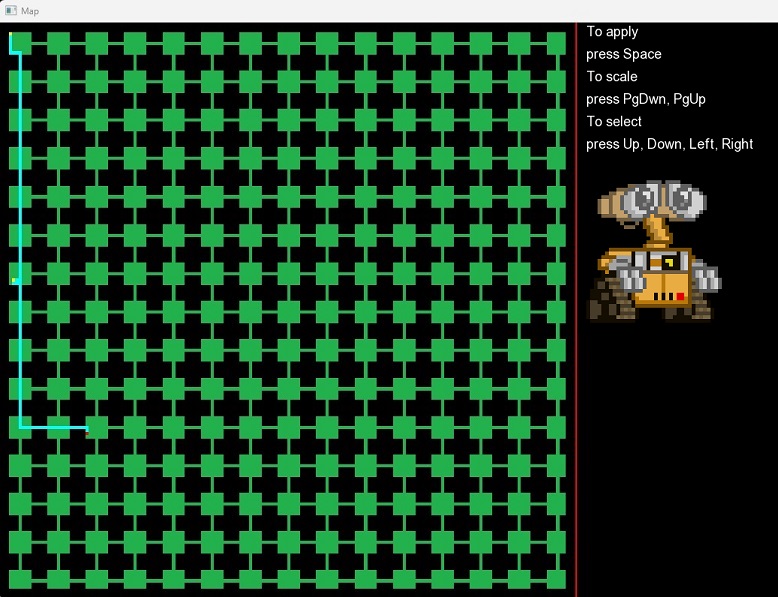 Map
To apply
press Space
To scale
press PgDwn, PgUp
To select
press Up, Down, Left, Right